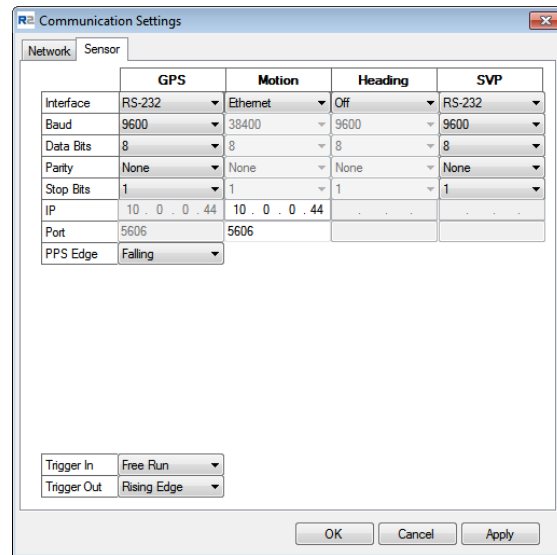 R2 Communication Settings
Network Sensor
GPS Motion Heading SVP
Interface RS-232 Ethernet Off RS-232
Baud 9600 38400 9600 9600
Data Bits 8 8 8 8
Parity None None None None
Stop Bits 1 1 1 1
IP 10 . 0 . 0 . 44 10 . 0 . 0 . 44 . . . . . .
Port 5606 5606
PPS Edge Falling
Trigger In Free Run
Trigger Out Rising Edge
OK Cancel Apply